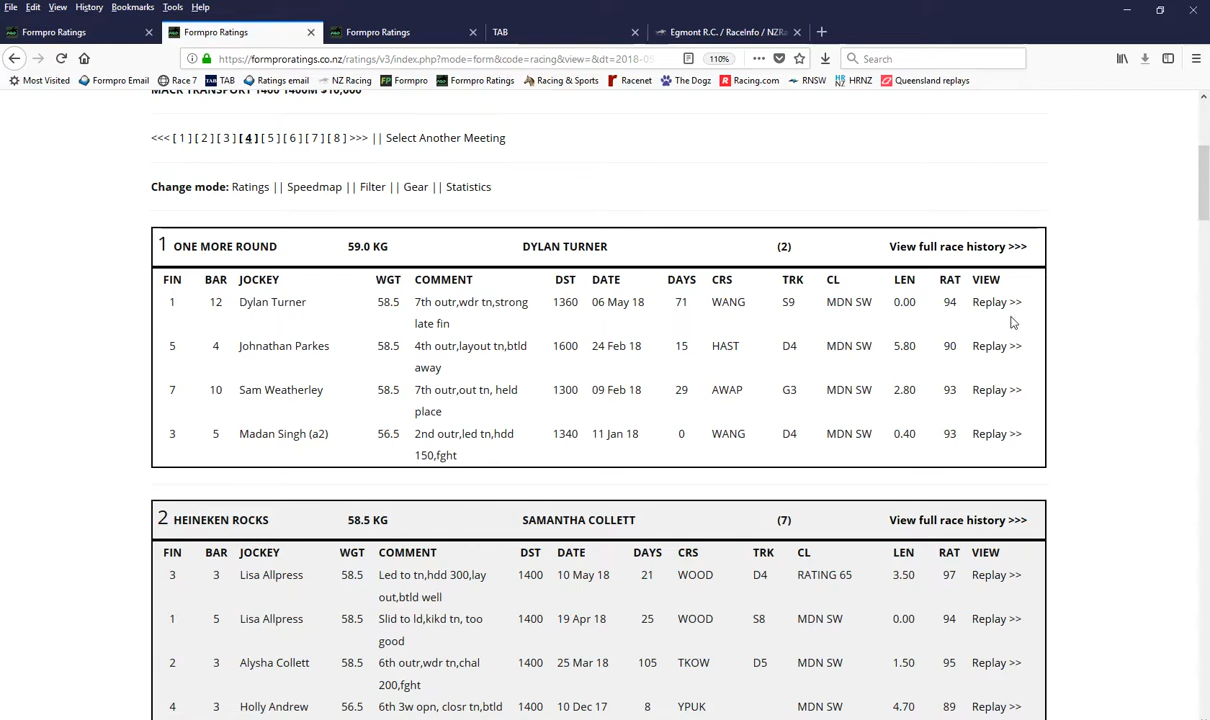 File Edit View History Bookmarks Tools Help
Formpro Ratings Formpro Ratings Formpro Ratings TAB Egmont R.C. / RaceInfo / NZRa
https://formproratings.co.nz/ratings/v3/index.php?mode=form&code=racing&view=&dt=2018-05 110% Search
Most Visited Formpro Email Race 7 TAB Ratings email NZ Racing Formpro Formpro Ratings Racing & Sports Racenet The Dogz Racing.com RNSW HRNZ Queensland replays
MACK TRANSPORT 1400 1400M $10,000
<<< [ 1 ] [ 2 ] [ 3 ] [ 4 ] [ 5 ] [ 6 ] [ 7 ] [ 8 ] >>> || Select Another Meeting
Change mode: Ratings || Speedmap || Filter || Gear || Statistics
1 ONE MORE ROUND 59.0 KG DYLAN TURNER (2) View full race history >>>
FIN BAR JOCKEY WGT COMMENT DST DATE DAYS CRS TRK CL LEN RAT VIEW
1 12 Dylan Turner 58.5 7th outr,wdr tn,strong 1360 06 May 18 71 WANG S9 MDN SW 0.00 94 Replay >>
late fin
5 4 Johnathan Parkes 58.5 4th outr,layout tn,btld 1600 24 Feb 18 15 HAST D4 MDN SW 5.80 90 Replay >>
away
7 10 Sam Weatherley 58.5 7th outr,out tn, held 1300 09 Feb 18 29 AWAP G3 MDN SW 2.80 93 Replay >>
place
3 5 Madan Singh (a2) 56.5 2nd outr,led tn,hdd 1340 11 Jan 18 0 WANG D4 MDN SW 0.40 93 Replay >>
150,fght
2 HEINEKEN ROCKS 58.5 KG SAMANTHA COLLETT (7) View full race history >>>
FIN BAR JOCKEY WGT COMMENT DST DATE DAYS CRS TRK CL LEN RAT VIEW
3 3 Lisa Allpress 58.5 Led to tn,hdd 300,lay 1400 10 May 18 21 WOOD D4 RATING 65 3.50 97 Replay >>
out,btld well
1 5 Lisa Allpress 58.5 Slid to ld,kikd tn, too 1400 19 Apr 18 25 WOOD S8 MDN SW 0.00 94 Replay >>
good
2 3 Alysha Collett 58.5 6th outr,wdr tn,chal 1400 25 Mar 18 105 TKOW D5 MDN SW 1.50 95 Replay >>
200,fght
4 3 Holly Andrew 56.5 6th 3w opn, closr tn,btld 1400 10 Dec 17 8 YPUK MDN SW 4.70 89 Replay >>